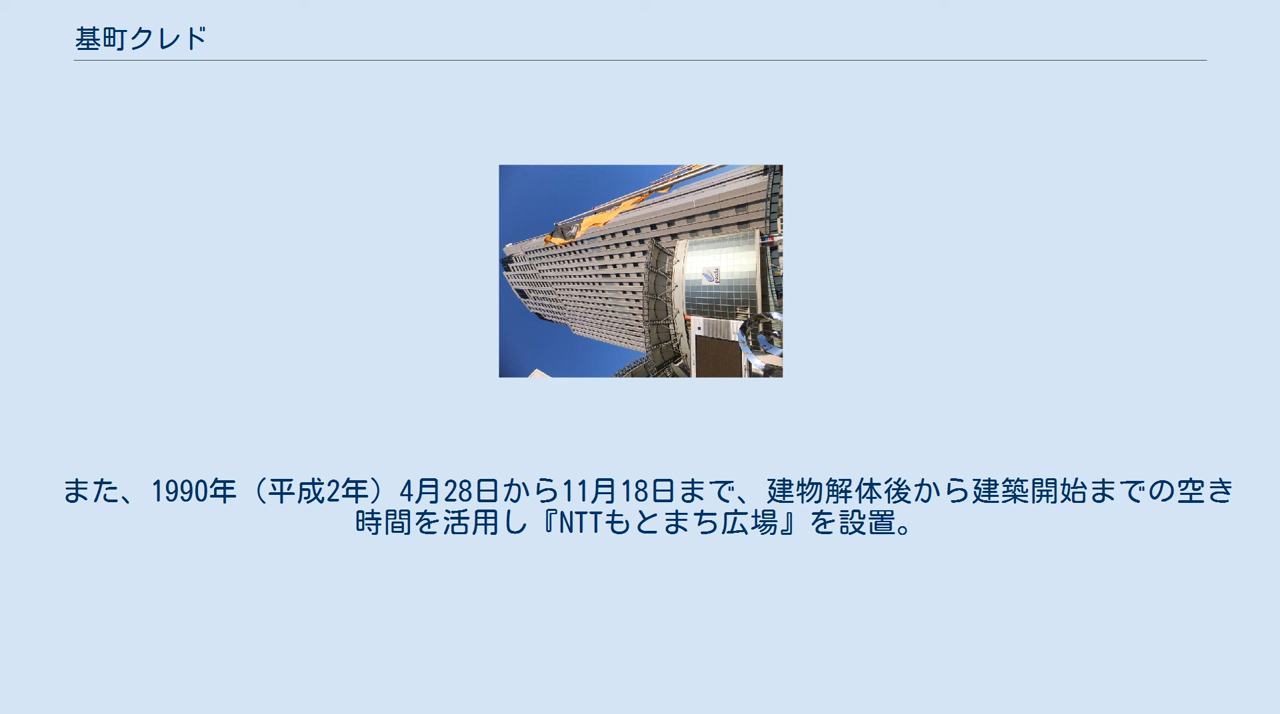 基町クレド
また、1990年（平成2年）4月28日から11月18日まで、建物解体後から建築開始までの空き
時間を活用し『NTTもとまち広場』を設置。